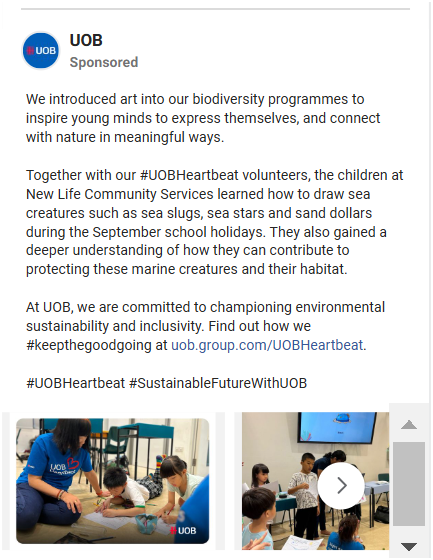 UOB
UOB
Sponsored
We introduced art into our biodiversity programmes to
inspire young minds to express themselves, and connect
with nature in meaningful ways.
Together with our #UOBHeartbeat volunteers, the children at
New Life Community Services learned how to draw sea
creatures such as sea slugs, sea stars and sand dollars
during the September school holidays. They also gained a
deeper understanding of how they can contribute to
protecting these marine creatures and their habitat.
At UOB, we are committed to championing environmental
sustainability and inclusivity. Find out how we
#keepthegoodgoing at uob.group.com/UOBHeartbeat.
#UOBHeartbeat #SustainableFutureWithUOB
UOB
Heartbeat
UOB